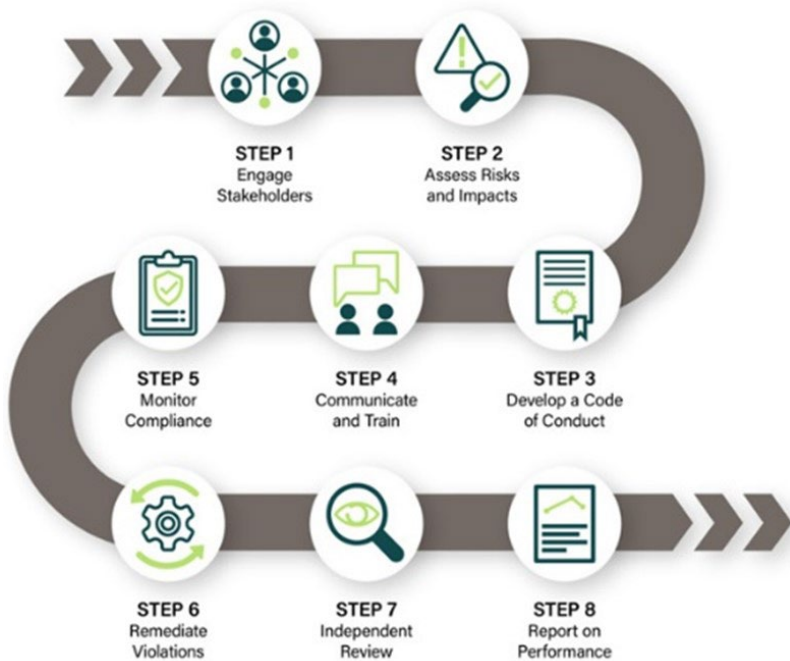 STEP 1
Engage
Stakeholders
STEP 2
Assess Risks
and Impacts
STEP 3
Develop a Code
of Conduct
STEP 4
Communicate
and Train
STEP 5
Monitor
Compliance
STEP 6
Remediate
Violations
STEP 7
Independent
Review
STEP 8
Report on
Performance